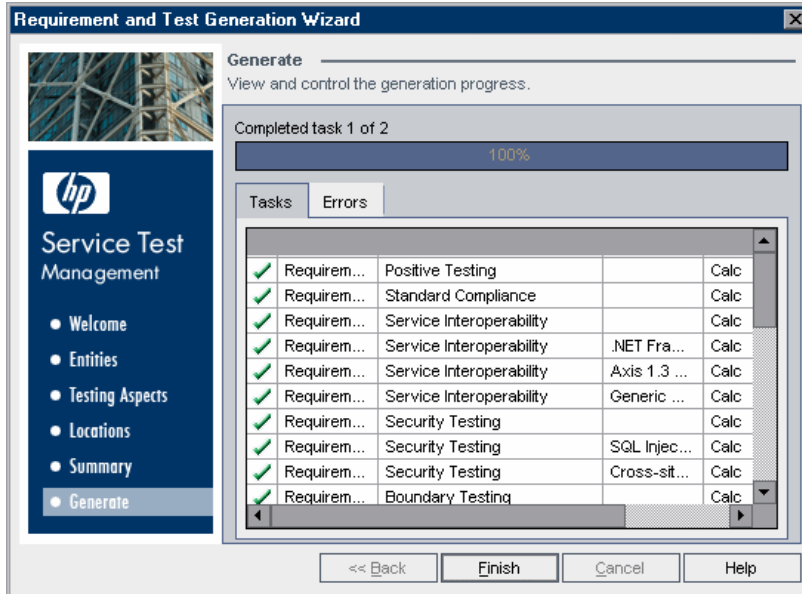 Requirement and Test Generation Wizard
Generate
View and control the generation progress.
Completed task 1 of 2
100%
hp
Service Test
Management
Welcome
Entities
Testing Aspects
Locations
Summary
Generate
Tasks Errors
Requirem... Positive Testing Calc
Requirem... Standard Compliance Calc
Requirem... Service Interoperability Calc
Requirem... Service Interoperability .NET Fra... Calc
Requirem... Service Interoperability Axis 1.3 ... Calc
Requirem... Service Interoperability Generic ... Calc
Requirem... Security Testing Calc
Requirem... Security Testing SQL Injec... Calc
Requirem... Security Testing Cross-sit... Calc
Requirem... Boundary Testing Calc
<< Back Finish Cancel Help